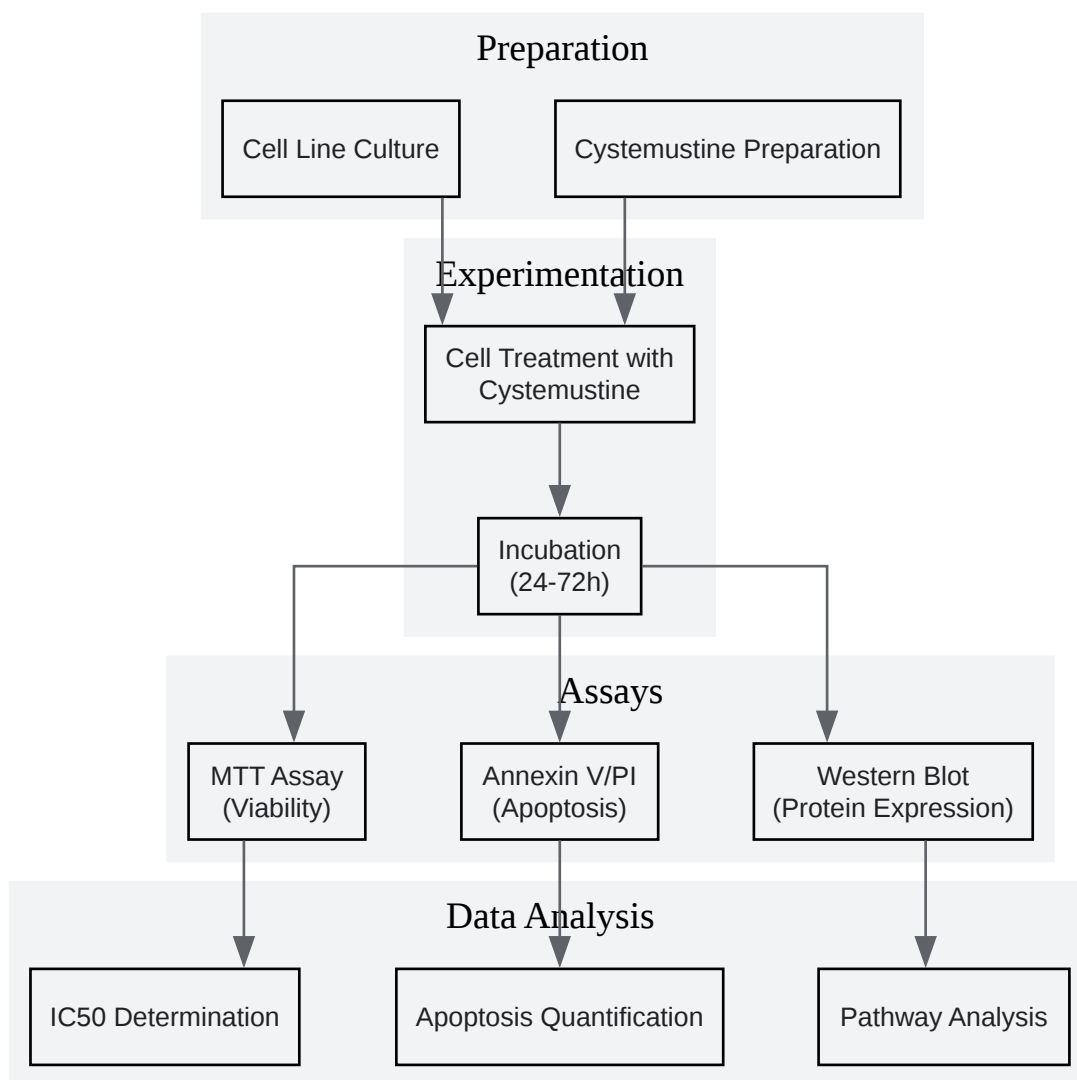 Preparation
Cell Line Culture
Cystemustine Preparation
Experimentation
Cell Treatment with
Cystemustine
Incubation
(24-72h)
Assays
MTT Assay
(Viability)
Annexin V/PI
(Apoptosis)
Western Blot
(Protein Expression)
Data Analysis
IC50 Determination
Apoptosis Quantification
Pathway Analysis